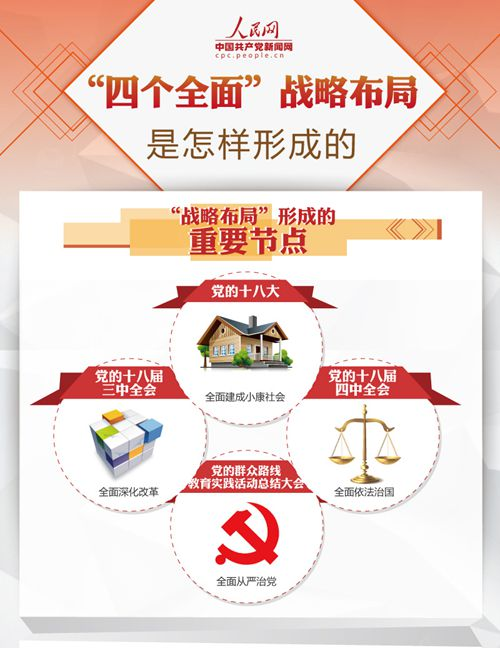 人民网
中国共产党新闻网
cpc.people.cn
“四个全面”战略布局
是怎样形成的
“战略布局”形成的
重要节点
党的十八大
全面建成小康社会
党的十八届
三中全会
全面深化改革
党的十八届
四中全会
全面依法治国
党的群众路线
教育实践活动总结大会
全面从严治党